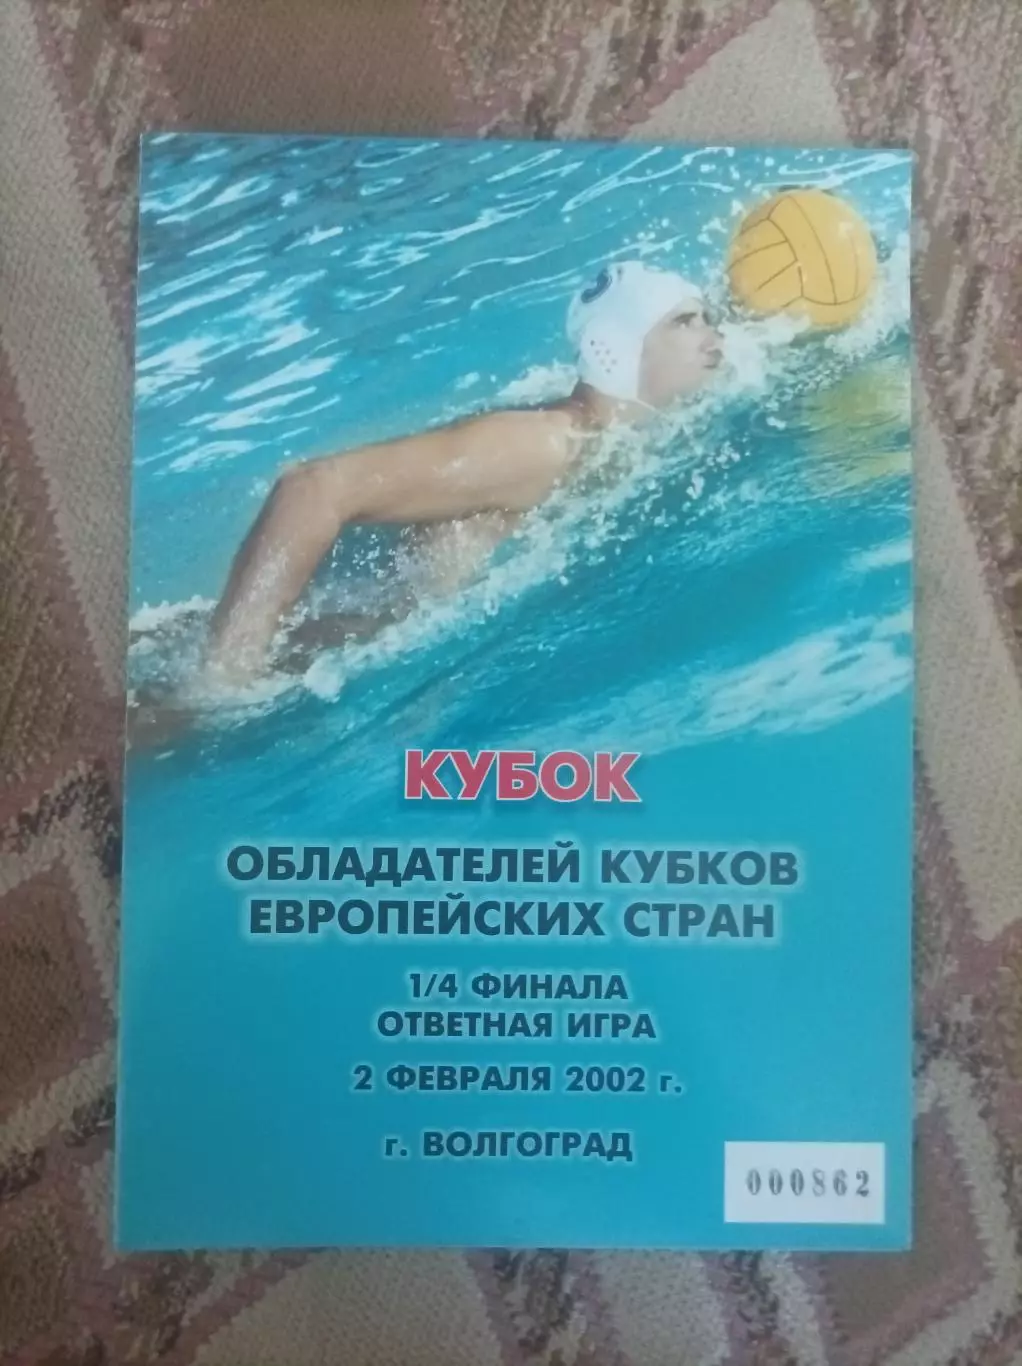 КУБОК
ОБЛАДАТЕЛЕЙ КУБКОВ
ЕВРОПЕЙСКИХ СТРАН
1/4 ФИНАЛА
ОТВЕТНАЯ ИГРА
2 ФЕВРАЛЯ 2002 г.
г. ВОЛГОГРАД
000862